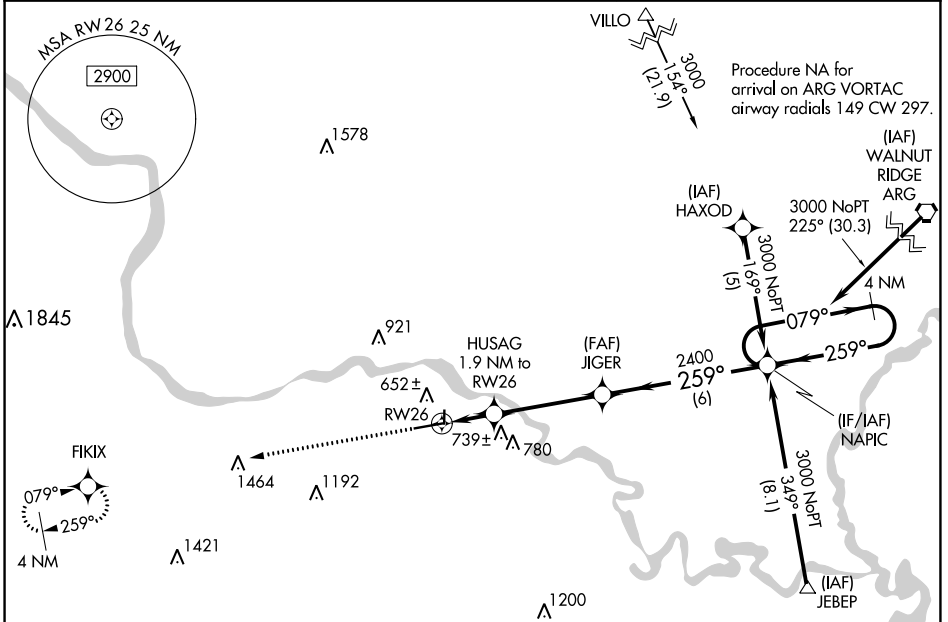 MSA RW26 25 NM
2900
VILLO
3000
154°
(21.9)
Procedure NA for
arrival on ARG VORTAC
airway radials 149 CW 297.
1578
(IAF)
WALNUT
RIDGE
ARG
(IAF)
HAXOD
3000 NoPT
225° (30.3)
3000 NoPT
169°
(5)
4 NM
079°
259°
1845
921
HUSAG
1.9 NM to
RW26
(FAF)
JIGER
2400
259°
(6)
652±
RW26
739±
780
(IF/IAF)
NAPIC
FIKIX
079°
259°
4 NM
1464
1192
3000 NoPT
349°
(8.1)
1421
1200
(IAF)
JEBEP